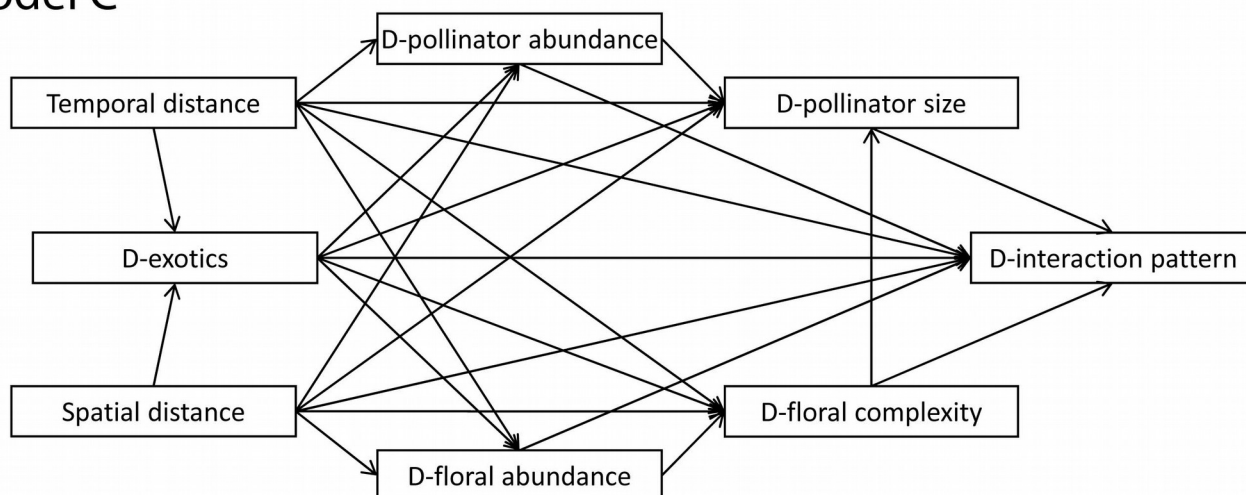 D-pollinator abundance
Temporal distance
D-pollinator size
D-exotics
D-interaction pattern
Spatial distance
D-floral complexity
D-floral abundance